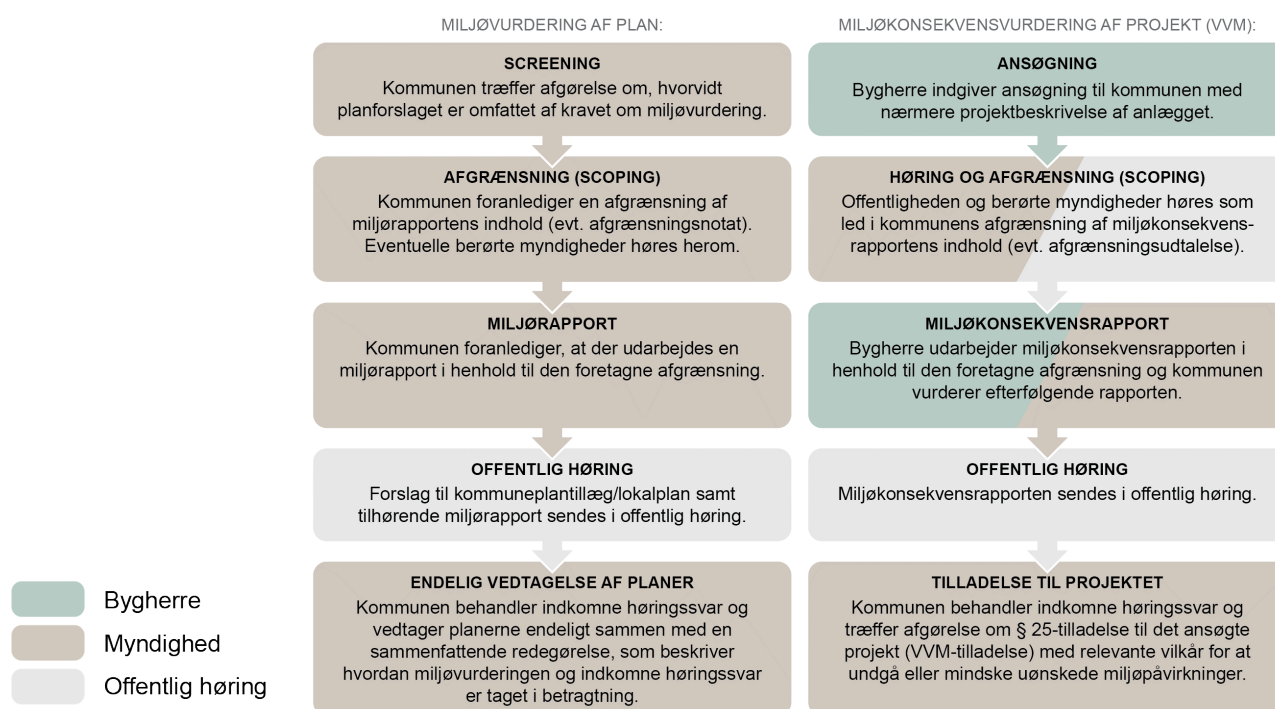 MILJØVURDERING AF PLAN:
SCREENING
Kommunen træffer afgørelse om, hvorvidt
planforslaget er omfattet af kravet om miljøvurdering.
AFGRÆNSNING (SCOPING)
Kommunen foranlediger en afgrænsning af
miljørapportens indhold (evt. afgrænsningsnotat).
Eventuelle berørte myndigheder høres herom.
MILJØRAPPORT
Kommunen foranlediger, at der udarbejdes en
miljørapport i henhold til den foretagne afgrænsning.
OFFENTLIG HØRING
Forslag til kommuneplantillæg/lokalplan samt
tilhørende miljørapport sendes i offentlig høring.
ENDELIG VEDTAGELSE AF PLANER
Kommunen behandler indkomne høringssvar og
vedtager planerne endeligt sammen med en
sammenfattende redegørelse, som beskriver
hvordan miljøvurderingen og indkomne høringssvar
er taget i betragtning.
MILJØKONSEKVENSVURDERING AF PROJEKT (VVM):
ANSØGNING
Bygherre indgiver ansøgning til kommunen med
nærmere projektbeskrivelse af anlægget.
HØRING OG AFGRÆNSNING (SCOPING)
Offentligheden og berørte myndigheder høres som
led i kommunens afgrænsning af miljøkonsekvens-
rapportens indhold (evt. afgrænsningsudtalelse).
MILJØKONSEKVENSRAPPORT
Bygherre udarbejder miljøkonsekvensrapporten i
henhold til den foretagne afgrænsning og kommunen
vurderer efterfølgende rapporten.
OFFENTLIG HØRING
Miljøkonsekvensrapporten sendes i offentlig høring.
TILLADELSE TIL PROJEKTET
Kommunen behandler indkomne høringssvar og
træffer afgørelse om § 25-tilladelse til det ansøgte
projekt (VVM-tilladelse) med relevante vilkår for at
undgå eller mindske uønskede miljøpåvirkninger.
Bygherre
Myndighed
Offentlig høring